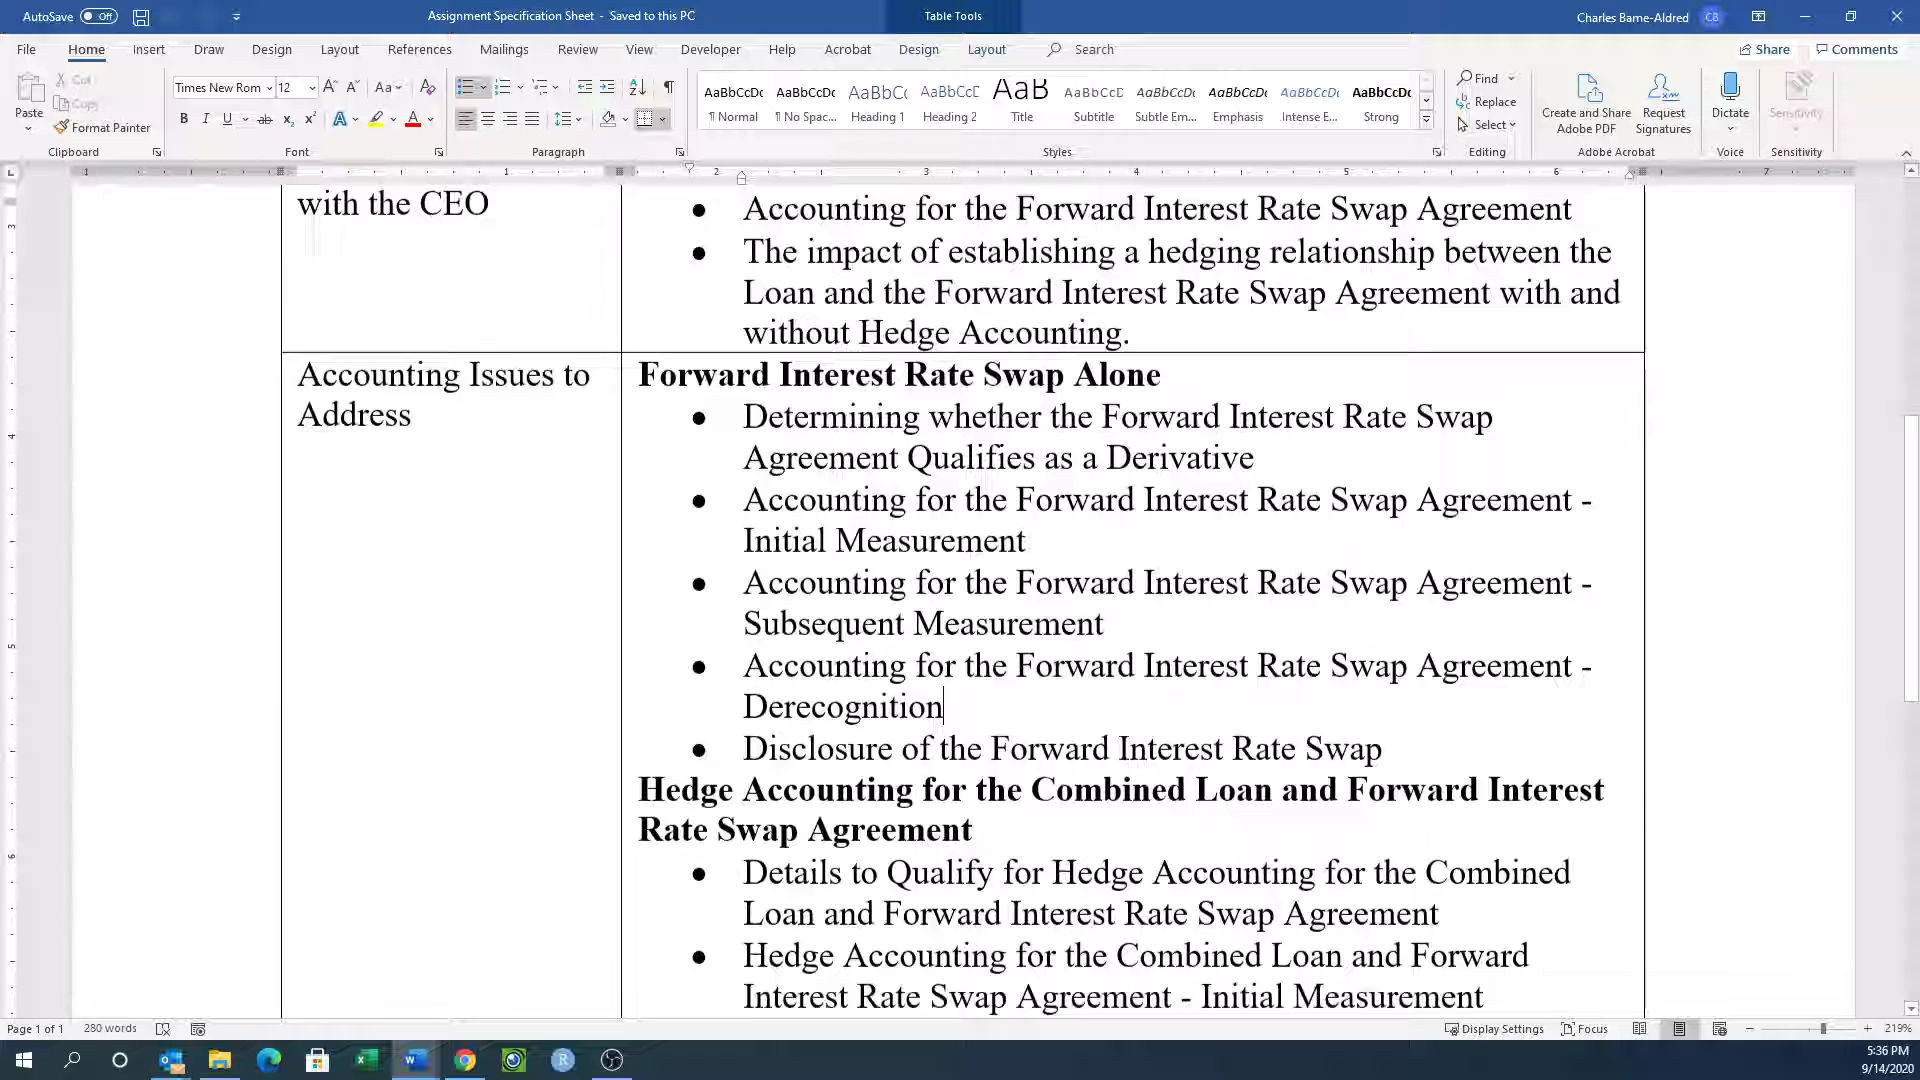 AutoSave Off Assignment Specification Sheet - Saved to this PC Table Tools Charles Bame-Aldred CB
File Home Insert Draw Design Layout References Mailings Review View Developer Help Acrobat Design Layout Search Share Comments
Paste Cut Copy Format Painter
Clipboard
Times New Rom 12
Font
Paragraph
AaBbCcDc AaBbCcDc AaBbCc AaBbCcD AaB AaBbCcD AaBbCcDc AaBbCcDc AaBbCcDc AaBbCcDc
¶ Normal ¶ No Spac... Heading 1 Heading 2 Title Subtitle Subtle Em... Emphasis Intense E... Strong
Styles
Find
Replace
Select
Editing
Create and Share Adobe PDF
Request Signatures
Adobe Acrobat
Dictate
Voice
Sensitivity
Sensitivity
1 1 2 3 4 5 6 7
with the CEO
• Accounting for the Forward Interest Rate Swap Agreement
• The impact of establishing a hedging relationship between the
Loan and the Forward Interest Rate Swap Agreement with and
without Hedge Accounting.
Accounting Issues to
Address
Forward Interest Rate Swap Alone
• Determining whether the Forward Interest Rate Swap
Agreement Qualifies as a Derivative
• Accounting for the Forward Interest Rate Swap Agreement -
Initial Measurement
• Accounting for the Forward Interest Rate Swap Agreement -
Subsequent Measurement
• Accounting for the Forward Interest Rate Swap Agreement -
Derecognition
• Disclosure of the Forward Interest Rate Swap
Hedge Accounting for the Combined Loan and Forward Interest
Rate Swap Agreement
• Details to Qualify for Hedge Accounting for the Combined
Loan and Forward Interest Rate Swap Agreement
• Hedge Accounting for the Combined Loan and Forward
Interest Rate Swap Agreement - Initial Measurement
Page 1 of 1 280 words Display Settings Focus 219%
5:36 PM
9/14/2020